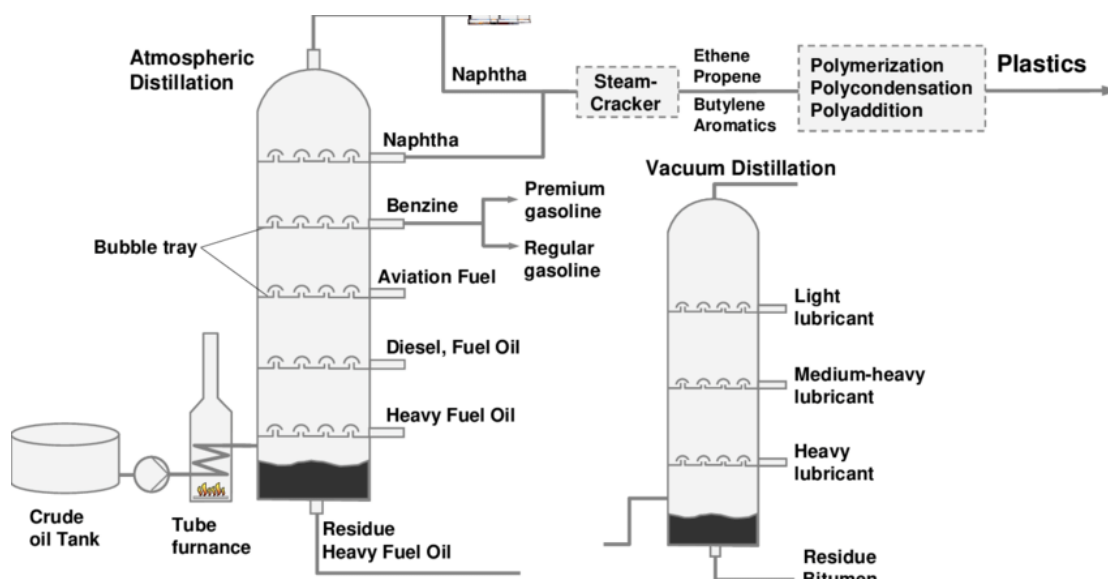 Atmospheric
Distillation
Naphtha
Steam-
Cracker
Ethene
Propene
Butylene
Aromatics
Polymerization
Polycondensation
Polyaddition
Plastics
Naphtha
Vacuum Distillation
Benzine
Premium
gasoline
Regular
gasoline
Bubble tray
Aviation Fuel
Light
lubricant
Diesel, Fuel Oil
Medium-heavy
lubricant
Heavy Fuel Oil
Heavy
lubricant
Crude
oil Tank
Tube
furnance
Residue
Heavy Fuel Oil
Residue
Bitumen